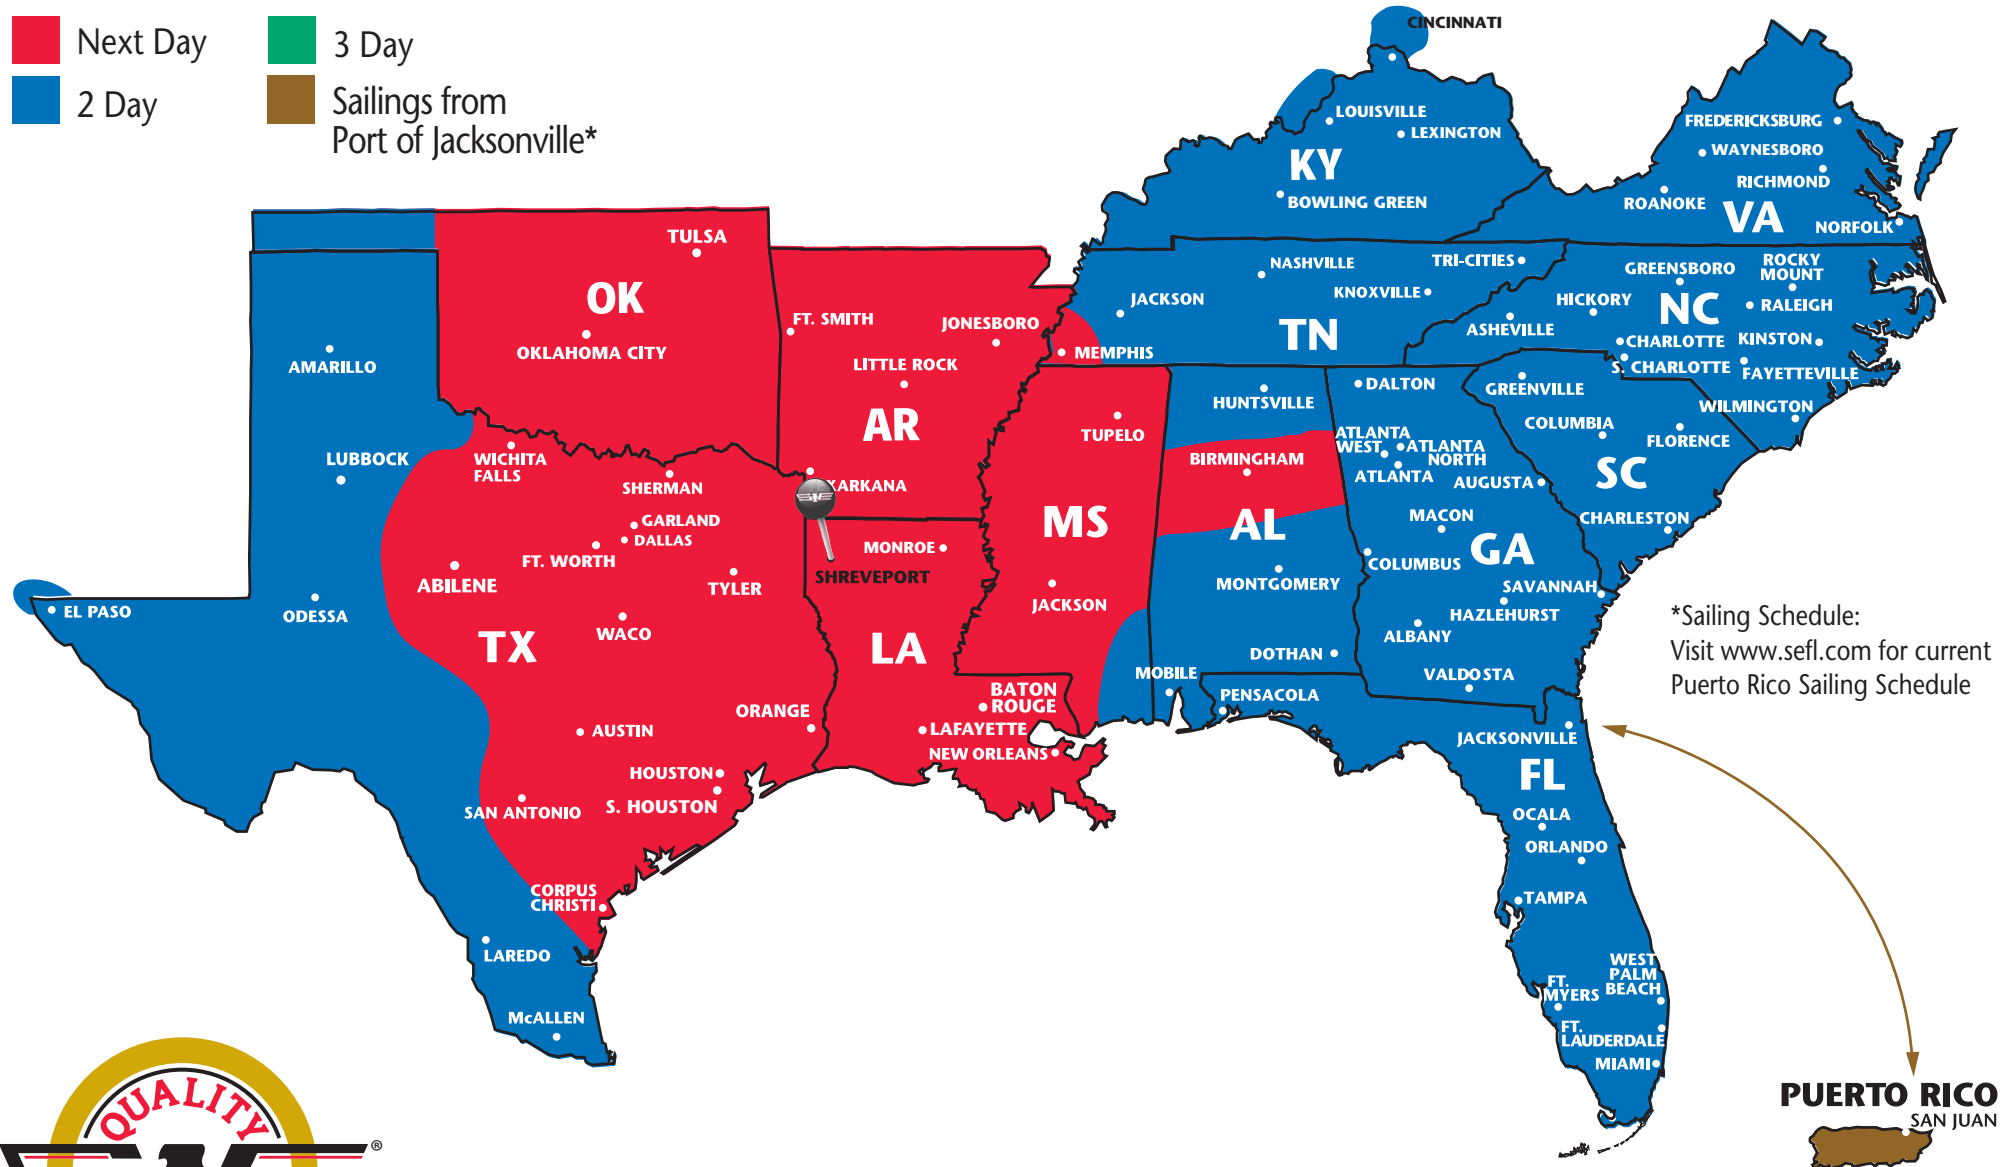 Next Day
3 Day
2 Day
Sailings from
Port of Jacksonville*
CINCINNATI
LOUISVILLE
LEXINGTON
KY
BOWLING GREEN
FREDERICKSBURG
WAYNESBORO
RICHMOND
ROANOKE
VA
NORFOLK
TULSA
OK
OKLAHOMA CITY
FT. SMITH
JONESBORO
LITTLE ROCK
AR
KARKANA
NASHVILLE
TRI-CITIES
KNOXVILLE
JACKSON
TN
MEMPHIS
GREENSBORO
ROCKY
MOUNT
HICKORY
NC
RALEIGH
ASHEVILLE
CHARLOTTE
KINSTON
S. CHARLOTTE
FAYETTEVILLE
WILMINGTON
GREENVILLE
COLUMBIA
FLORENCE
SC
CHARLESTON
AMARILLO
LUBBOCK
WICHITA
FALLS
SHERMAN
GARLAND
DALLAS
FT. WORTH
ABILENE
TYLER
EL PASO
ODESSA
WACO
TX
AUSTIN
ORANGE
HOUSTON
S. HOUSTON
SAN ANTONIO
CORPUS
CHRISTI
LAREDO
McALLEN
MONROE
SHREVEPORT
LA
BATON
ROUGE
LAFAYETTE
NEW ORLEANS
TUPELO
MS
JACKSON
HUNTSVILLE
BIRMINGHAM
AL
MONTGOMERY
DOTHAN
MOBILE
DALTON
ATLANTA
WEST
ATLANTA
NORTH
ATLANTA
AUGUSTA
MACON
GA
COLUMBUS
SAVANNAH
HAZLEHURST
ALBANY
VALDOSTA
PENSACOLA
JACKSONVILLE
FL
OCALA
ORLANDO
TAMPA
WEST
PALM
BEACH
FT.
MYERS
FT.
LAUDERDALE
MIAMI
*Sailing Schedule:
Visit www.sefl.com for current
Puerto Rico Sailing Schedule
PUERTO RICO
SAN JUAN
QUALITY
®